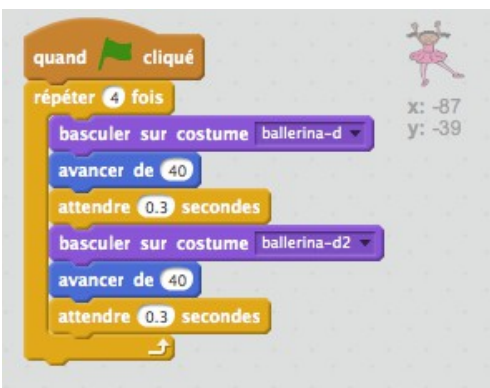 quand cliqué
répéter 4 fois
basculer sur costume ballerina-d
avancer de 40
attendre 0.3 secondes
basculer sur costume ballerina-d2
avancer de 40
attendre 0.3 secondes
x: -87
y: -39